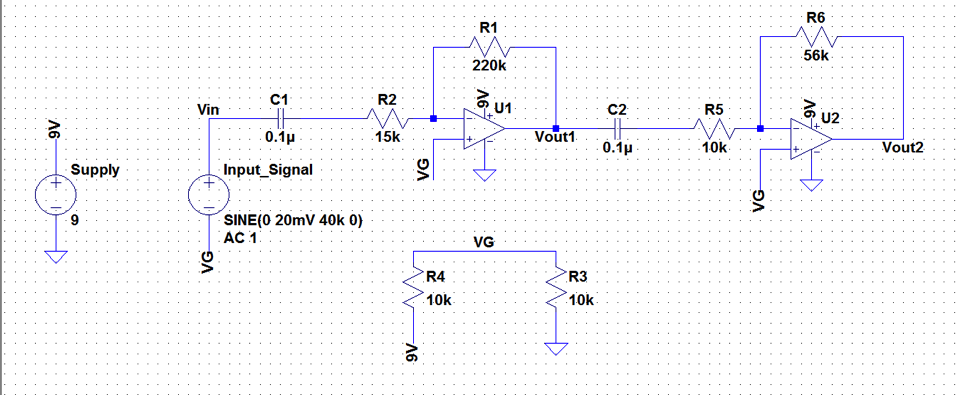 R6
56k
R1
220k
9V
+
U1
9V
+
U2
Vin
C1
0.1µ
R2
15k
C2
0.1µ
R5
10k
−
+
−
−
+
−
Vout1
Vout2
VG
VG
9V
Supply
+
−
9
Input_Signal
+
−
SINE(0 20mV 40k 0)
AC 1
VG
VG
R4
10k
R3
10k
9V